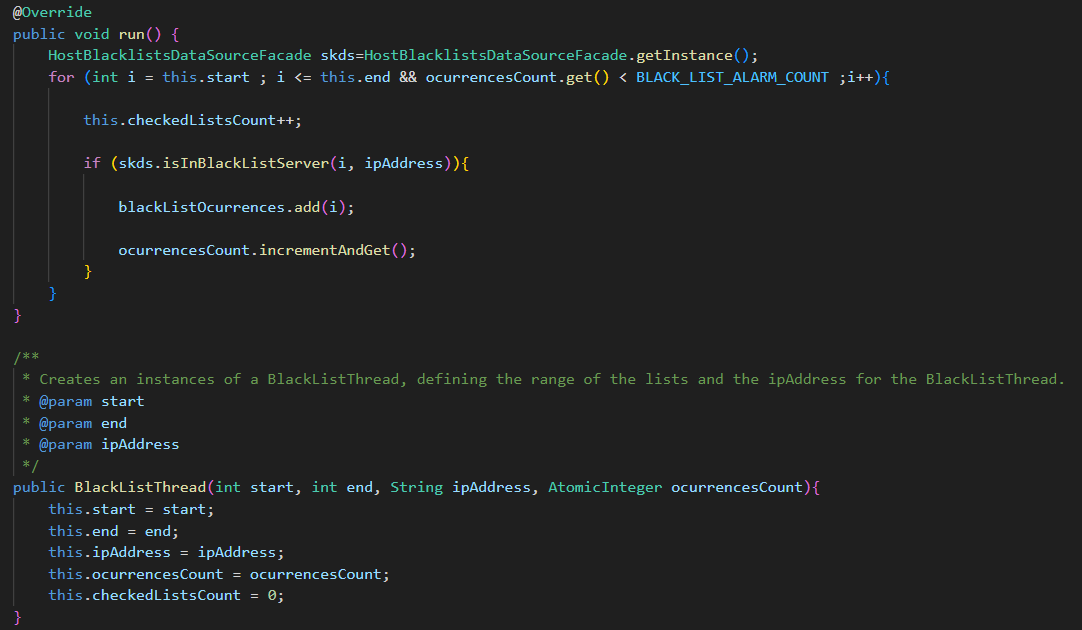 @Override
public void run() {
HostBlacklistsDataSourceFacade skds=HostBlacklistsDataSourceFacade.getInstance();
for (int i = this.start ; i <= this.end && ocurrencesCount.get() < BLACK_LIST_ALARM_COUNT ;i++){
this.checkedListsCount++;
if (skds.isInBlackListServer(i, ipAddress)){
blackListOcurrences.add(i);
ocurrencesCount.incrementAndGet();
}
}
}
/**
* Creates an instances of a BlackListThread, defining the range of the lists and the ipAddress for the BlackListThread.
* @param start
* @param end
* @param ipAddress
*/
public BlackListThread(int start, int end, String ipAddress, AtomicInteger ocurrencesCount){
this.start = start;
this.end = end;
this.ipAddress = ipAddress;
this.ocurrencesCount = ocurrencesCount;
this.checkedListsCount = 0;
}